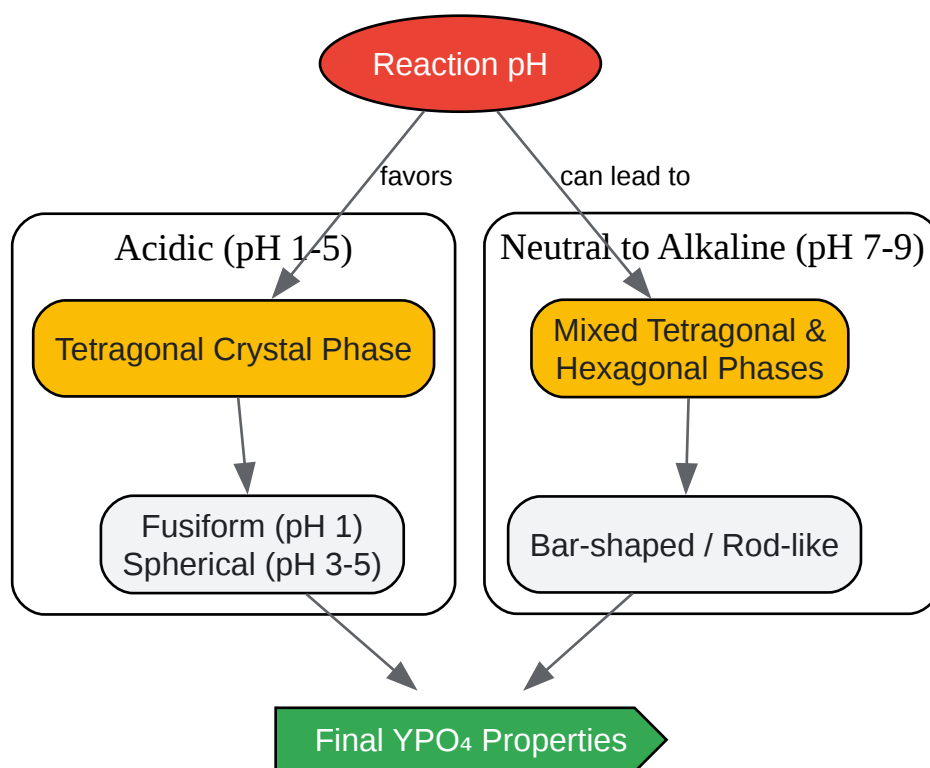 Reaction pH
favors
can lead to
Acidic (pH 1-5)
Tetragonal Crystal Phase
Fusiform (pH 1)
Spherical (pH 3-5)
Neutral to Alkaline (pH 7-9)
Mixed Tetragonal &
Hexagonal Phases
Bar-shaped / Rod-like
Final YPO₄ Properties